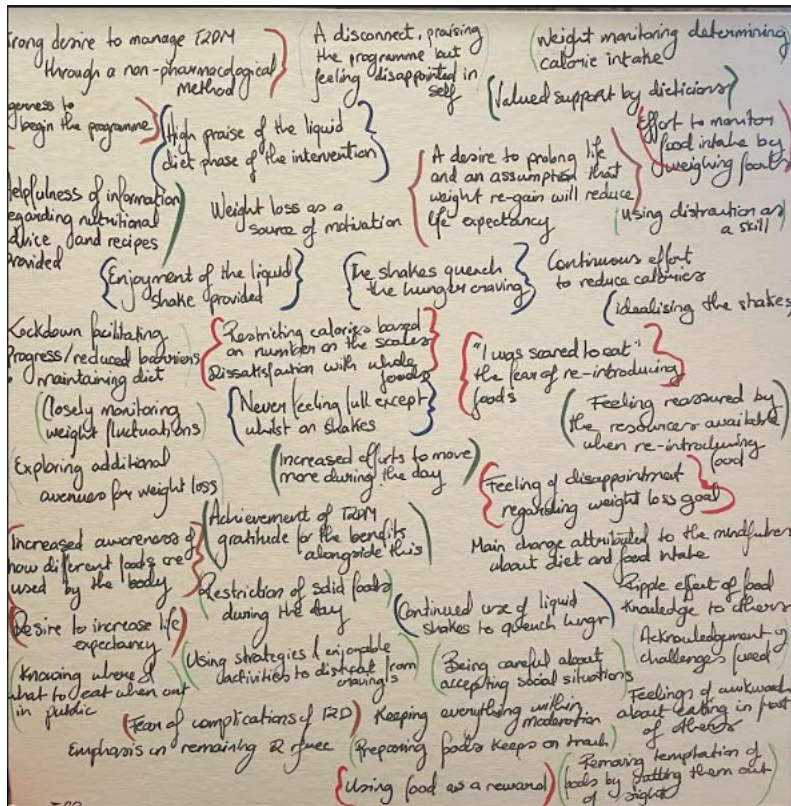 trong desire to manage T2DM
through a non-pharmacological
method
A disconnect, praising
the programme but
feeling disappointed in
self
Weight monitoring determining
calorie intake
Valued support by dieticians
gerness to
begin the programme
High praise of the liquid
diet phase of the intervention
Effort to monitor
food intake by
weighing foods
A desire to prolong life
and an assumption that
weight re-gain will reduce
life expectancy
elpfulness of information
egarding nutritional
dvice and recipes
provided
Weight loss as a
source of motivation
Using distraction as
a skill
Enjoyment of the liquid
shake provided
The shakes quench
the hunger craving
Continuous effort
to reduce calories
idealising the shakes
Lockdown facilitating
Progress/reduced barriers
maintaining diet
Restricting calories based
on number on the scales
Dissatisfaction with whole
foods
"I was scared to eat"
the fear of re-introducing
foods
Closely monitoring
weight fluctuations
Never feeling full except
whilst on shakes
Feeling reassured by
the resources available
when re-introducing
food
Exploring additional
avenues for weight loss
Increased efforts to move
more during the day
Feeling of disappointment
regarding weight loss goal
Achievement of T2DM
gratitude for the benefits
alongside this
Increased awareness of
how different foods are
used by the body
Main change attributed to the mindfulness
about diet and food intake
Restriction of solid foods
during the day
Continued use of liquid
shakes to quench hunger
Ripple effect of food
Knowledge to others
Desire to increase life
expectancy
Acknowledgement of
challenges faced
Knowing where &
what to eat when out
in public
Using strategies & enjoyable
activities to distract from
cravings
Being careful about
accepting social situations
Feelings of awkward
about eating in front
of others
Fear of complications of T2D
Keeping everything within
moderation
Emphasis on remaining
Preparing foods keeps on track
Using food as a reward
Removing temptation of
foods by putting them out
of sight